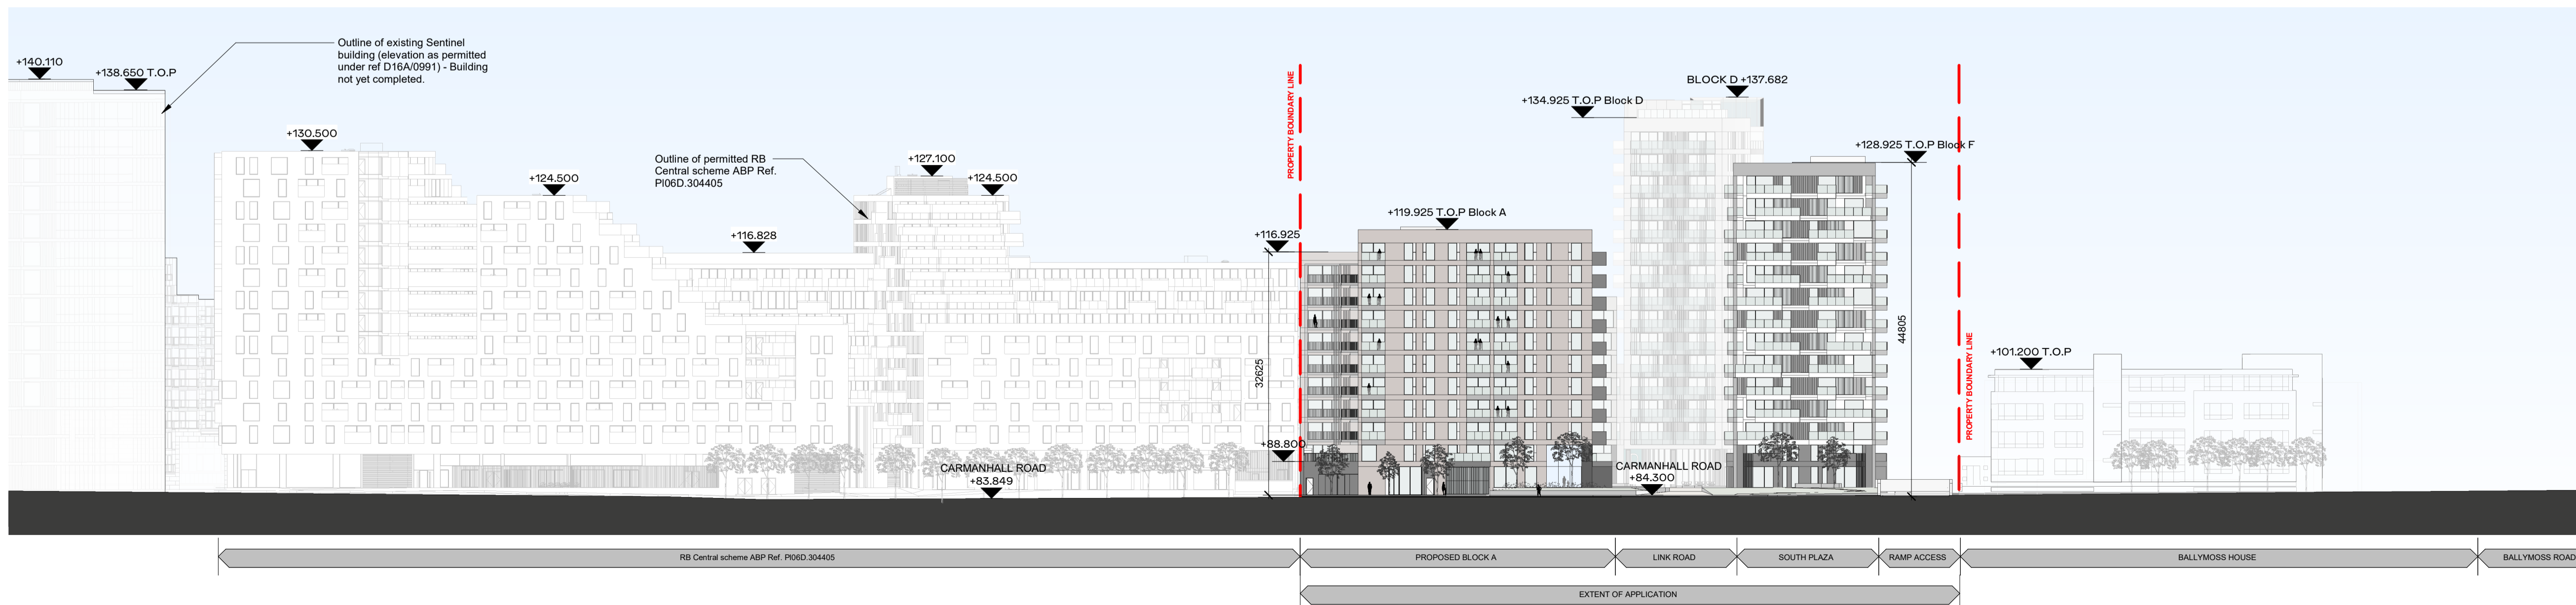 +140.110
+138.650 T.O.P
Outline of existing Sentinel
building (elevation as permitted
under ref D16A/0991) - Building
not yet completed.
+130.500
+124.500
Outline of permitted RB
Central scheme ABP Ref.
PI06D.304405
+116.828
+127.100
+124.500
+116.925
PROPERTY BOUNDARY LINE
+119.925 T.O.P Block A
+134.925 T.O.P Block D
BLOCK D +137.682
+128.925 T.O.P Block F
32625
44805
+88.800
CARMANHALL ROAD
+83.849
CARMANHALL ROAD
+84.300
PROPERTY BOUNDARY LINE
+101.200 T.O.P
RB Central scheme ABP Ref. PI06D.304405
PROPOSED BLOCK A
LINK ROAD
SOUTH PLAZA
RAMP ACCESS
BALLYMOSS HOUSE
BALLYMOSS ROAD
EXTENT OF APPLICATION